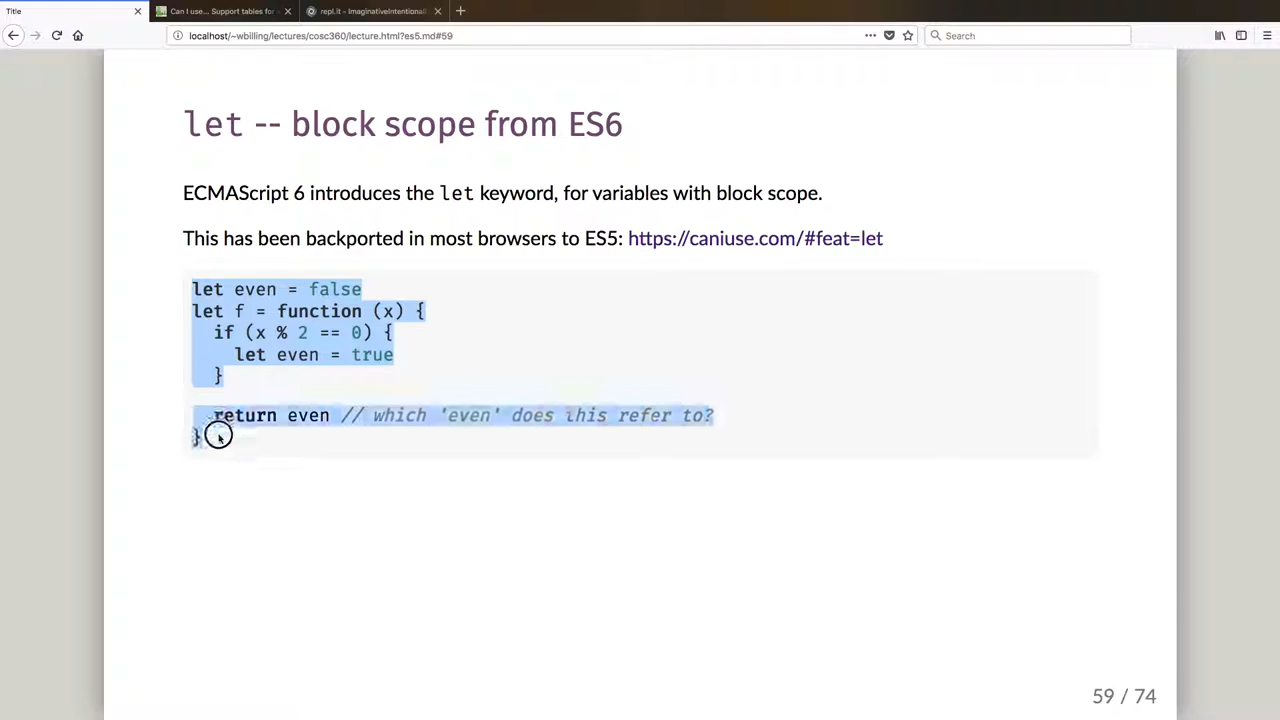 Title
Can I use... Support tables for
repl.it - ImaginativeIntentional
localhost/~wbilling/lectures/cosc360/lecture.html?es5.md#59
Search
let -- block scope from ES6
ECMAScript 6 introduces the let keyword, for variables with block scope.
This has been backported in most browsers to ES5: https://caniuse.com/#feat=let
let even = false
let f = function (x) {
  if (x % 2 == 0) {
    let even = true
  }
  return even // which 'even' does this refer to?
}
59 / 74